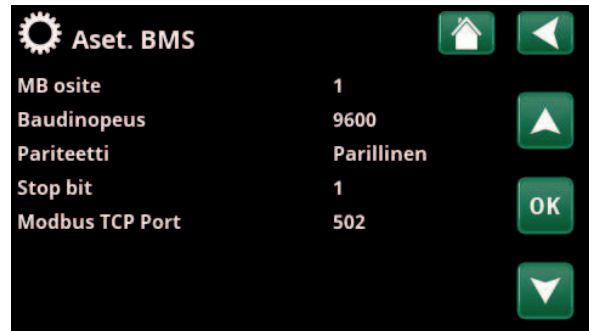 Aset. BMS
MB osite 1
Baudinopeus 9600
Pariteetti Parillinen
Stop bit 1
OK
Modbus TCP Port 502